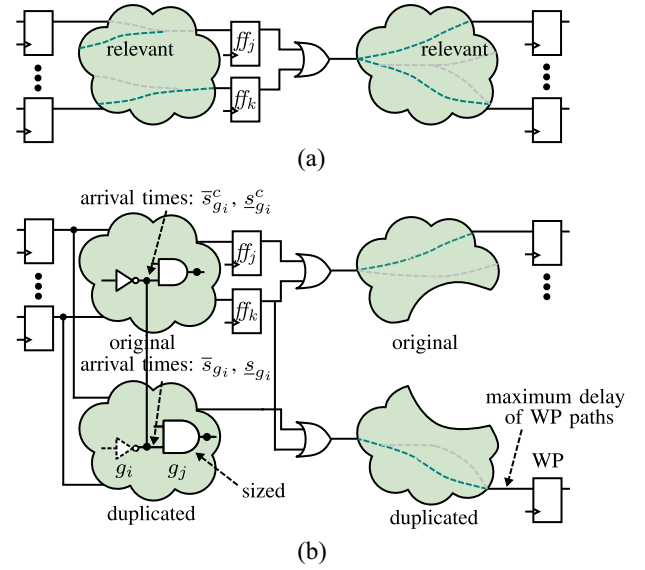 relevant
ff_j
relevant
ff_k
(a)
arrival times: s̅^c_{g_i}, s̲^c_{g_i}
ff_j
ff_k
original
original
arrival times: s̅_{g_i}, s̲_{g_i}
maximum delay
of WP paths
WP
g_i
g_j
sized
duplicated
duplicated
(b)